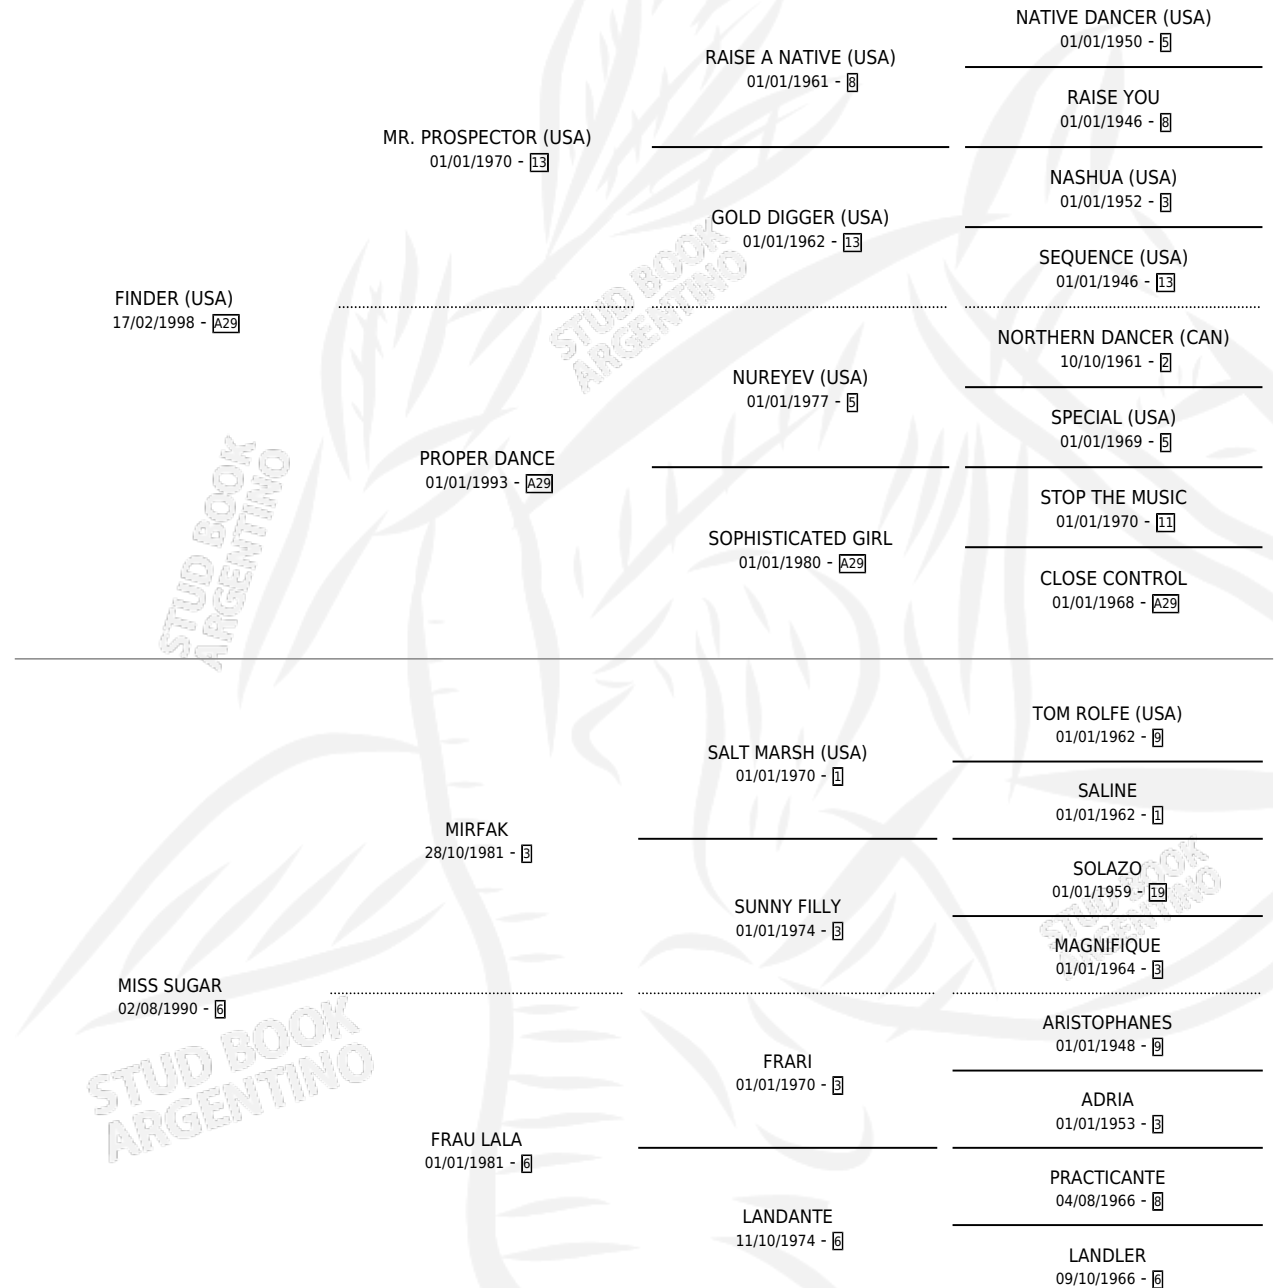 NATIVE DANCER (USA)
01/01/1950 - 5
RAISE A NATIVE (USA)
01/01/1961 - 8
RAISE YOU
01/01/1946 - 8
MR. PROSPECTOR (USA)
01/01/1970 - 13
NASHUA (USA)
01/01/1952 - 3
GOLD DIGGER (USA)
01/01/1962 - 13
SEQUENCE (USA)
01/01/1946 - 13
FINDER (USA)
17/02/1998 - A29
STUD BOOK
ARGENTINO
NORTHERN DANCER (CAN)
10/10/1961 - 2
NUREYEV (USA)
01/01/1977 - 5
SPECIAL (USA)
01/01/1969 - 5
PROPER DANCE
01/01/1993 - A29
STOP THE MUSIC
01/01/1970 - 11
SOPHISTICATED GIRL
01/01/1980 - A29
CLOSE CONTROL
01/01/1968 - A29
STUD BOOK
ARGENTINO
TOM ROLFE (USA)
01/01/1962 - 9
SALT MARSH (USA)
01/01/1970 - 1
SALINE
01/01/1962 - 1
MIRFAK
28/10/1981 - 3
SOLAZO
01/01/1959 - 19
SUNNY FILLY
01/01/1974 - 3
STUD BOOK
ARGENTINO
MAGNIFIQUE
01/01/1964 - 3
MISS SUGAR
02/08/1990 - 6
STUD BOOK
ARGENTINO
ARISTOPHANES
01/01/1948 - 9
FRARI
01/01/1970 - 3
ADRIA
01/01/1953 - 3
FRAU LALA
01/01/1981 - 6
PRACTICANTE
04/08/1966 - 8
LANDANTE
11/10/1974 - 6
LANDLER
09/10/1966 - 6